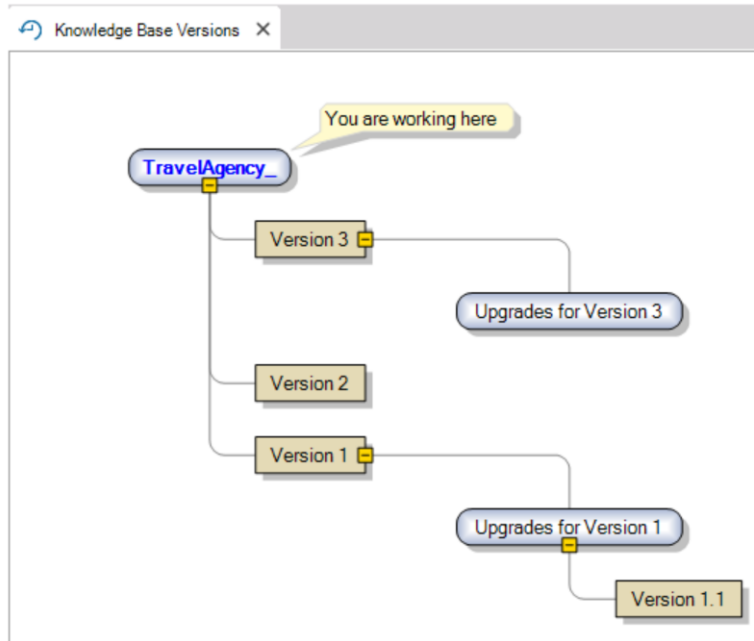 Knowledge Base Versions
You are working here
TravelAgency_
Version 3
Upgrades for Version 3
Version 2
Version 1
Upgrades for Version 1
Version 1.1